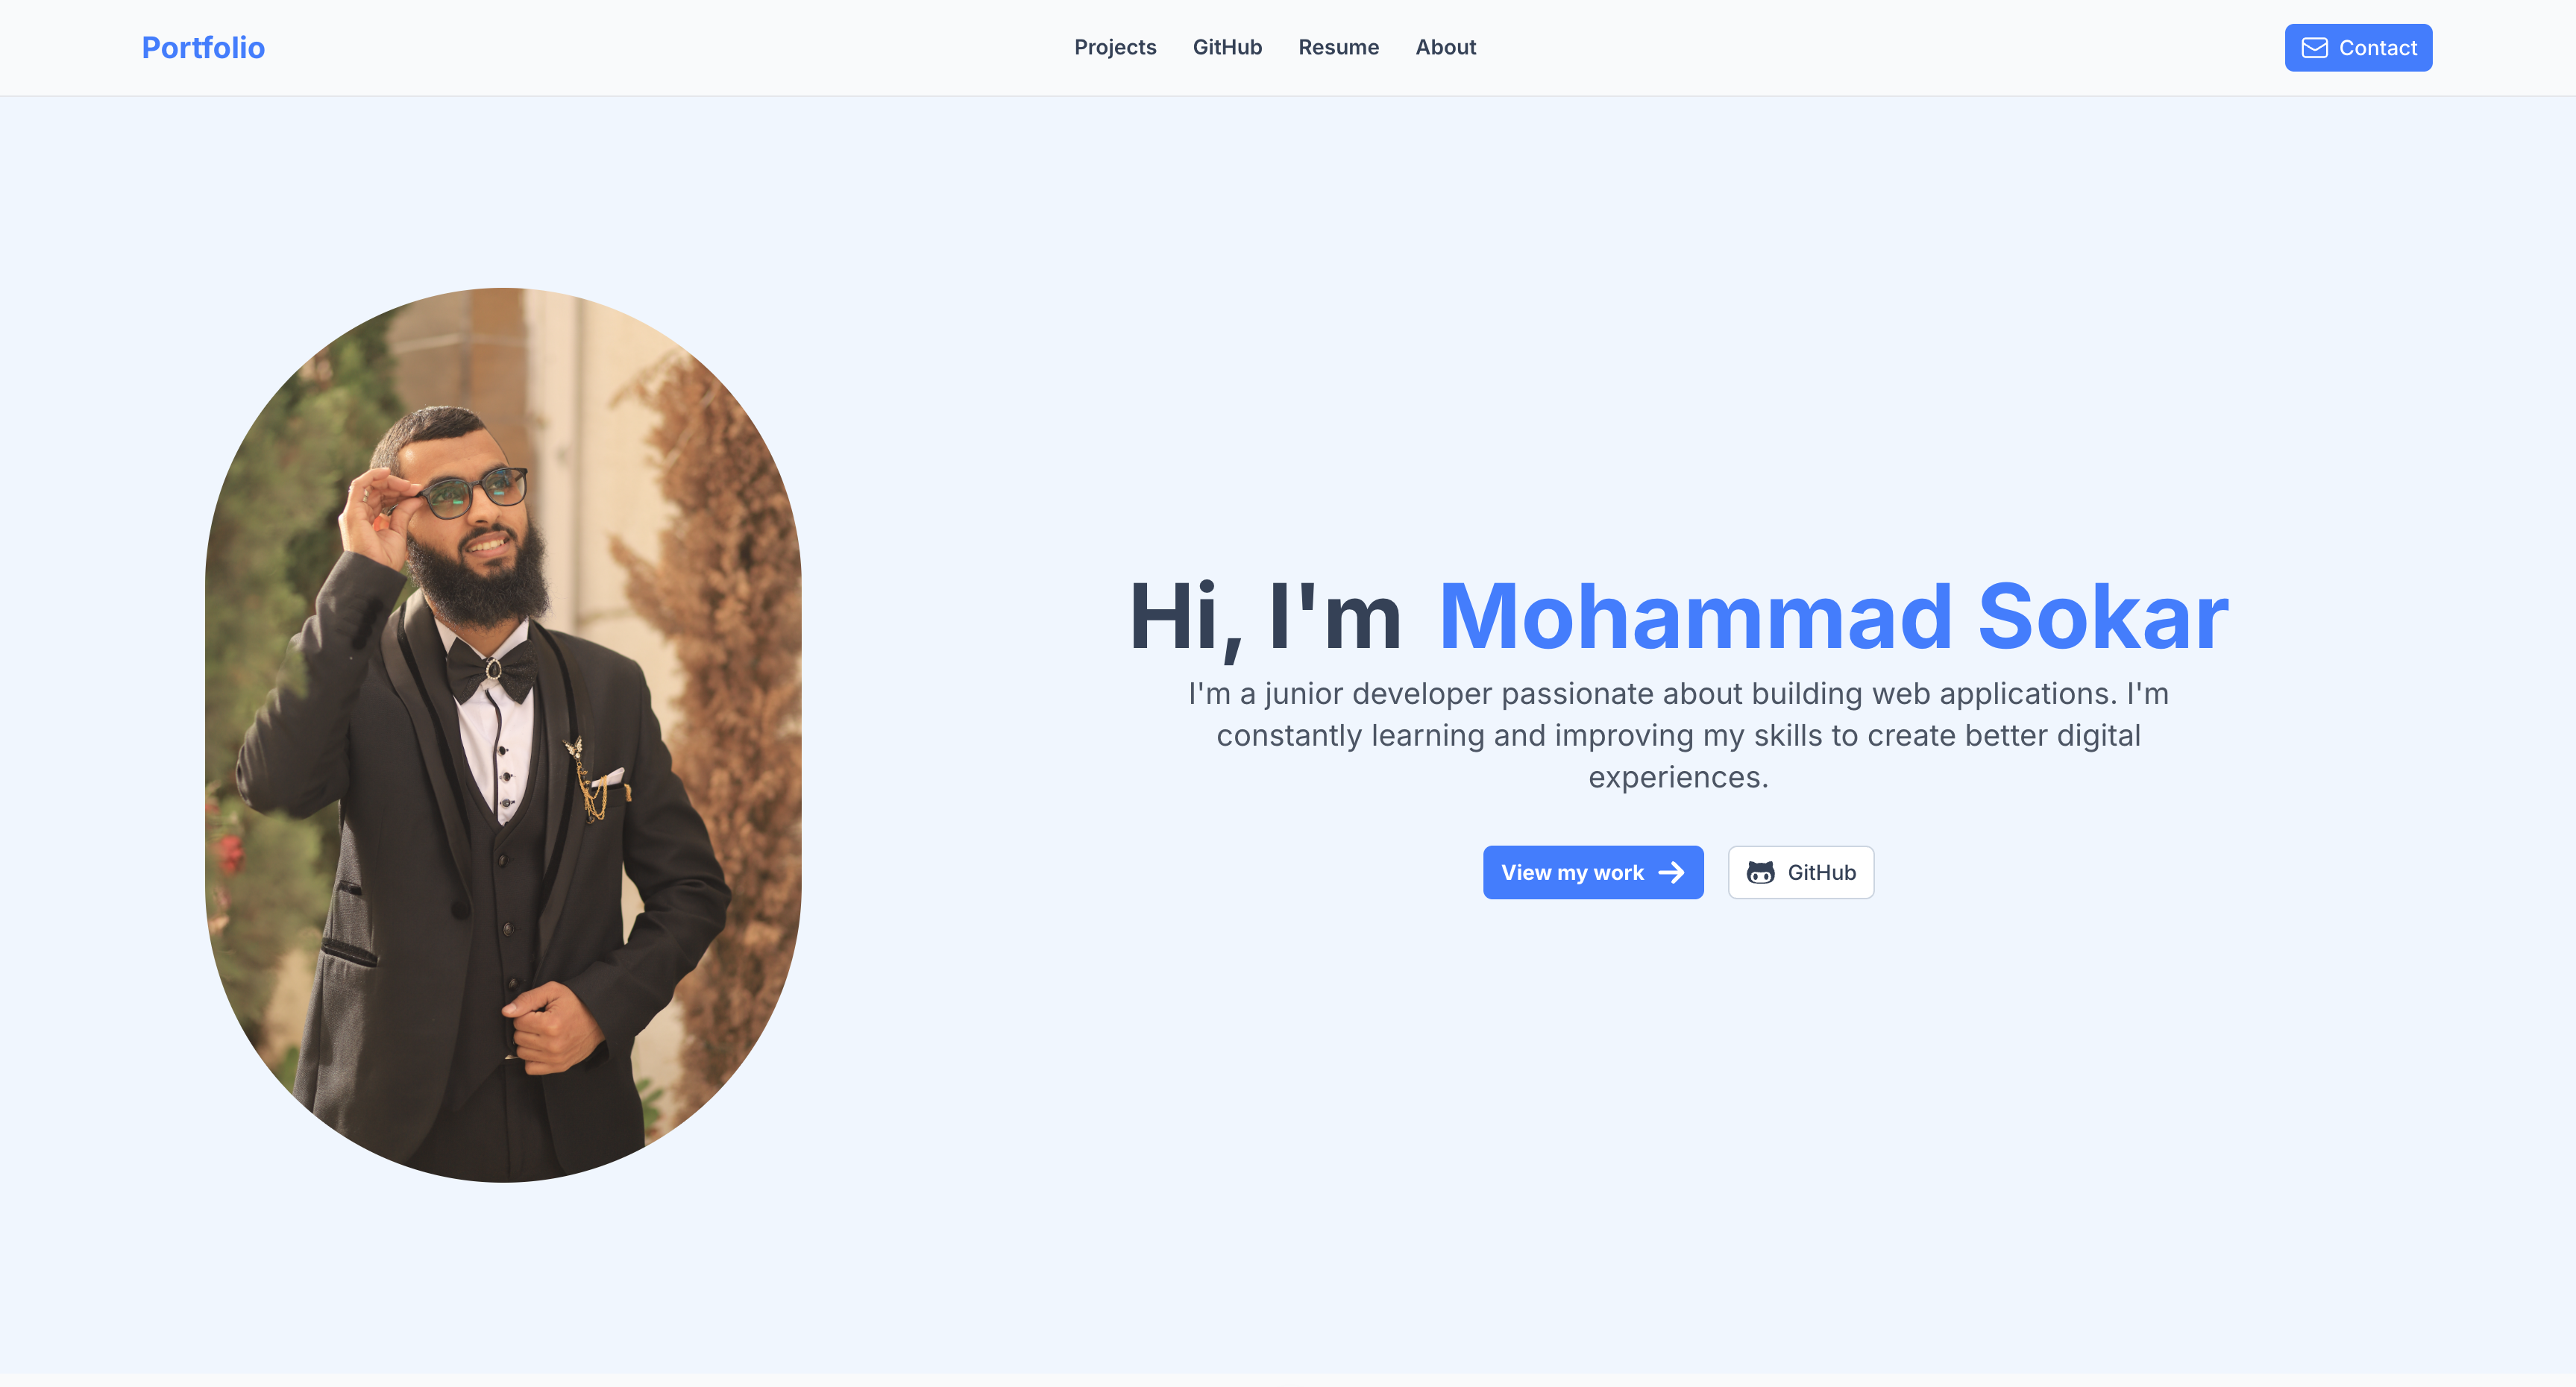 Portfolio
Projects
GitHub
Resume
About
Contact
Hi, I'm Mohammad Sokar
I'm a junior developer passionate about building web applications. I'm
constantly learning and improving my skills to create better digital
experiences.
View my work
GitHub